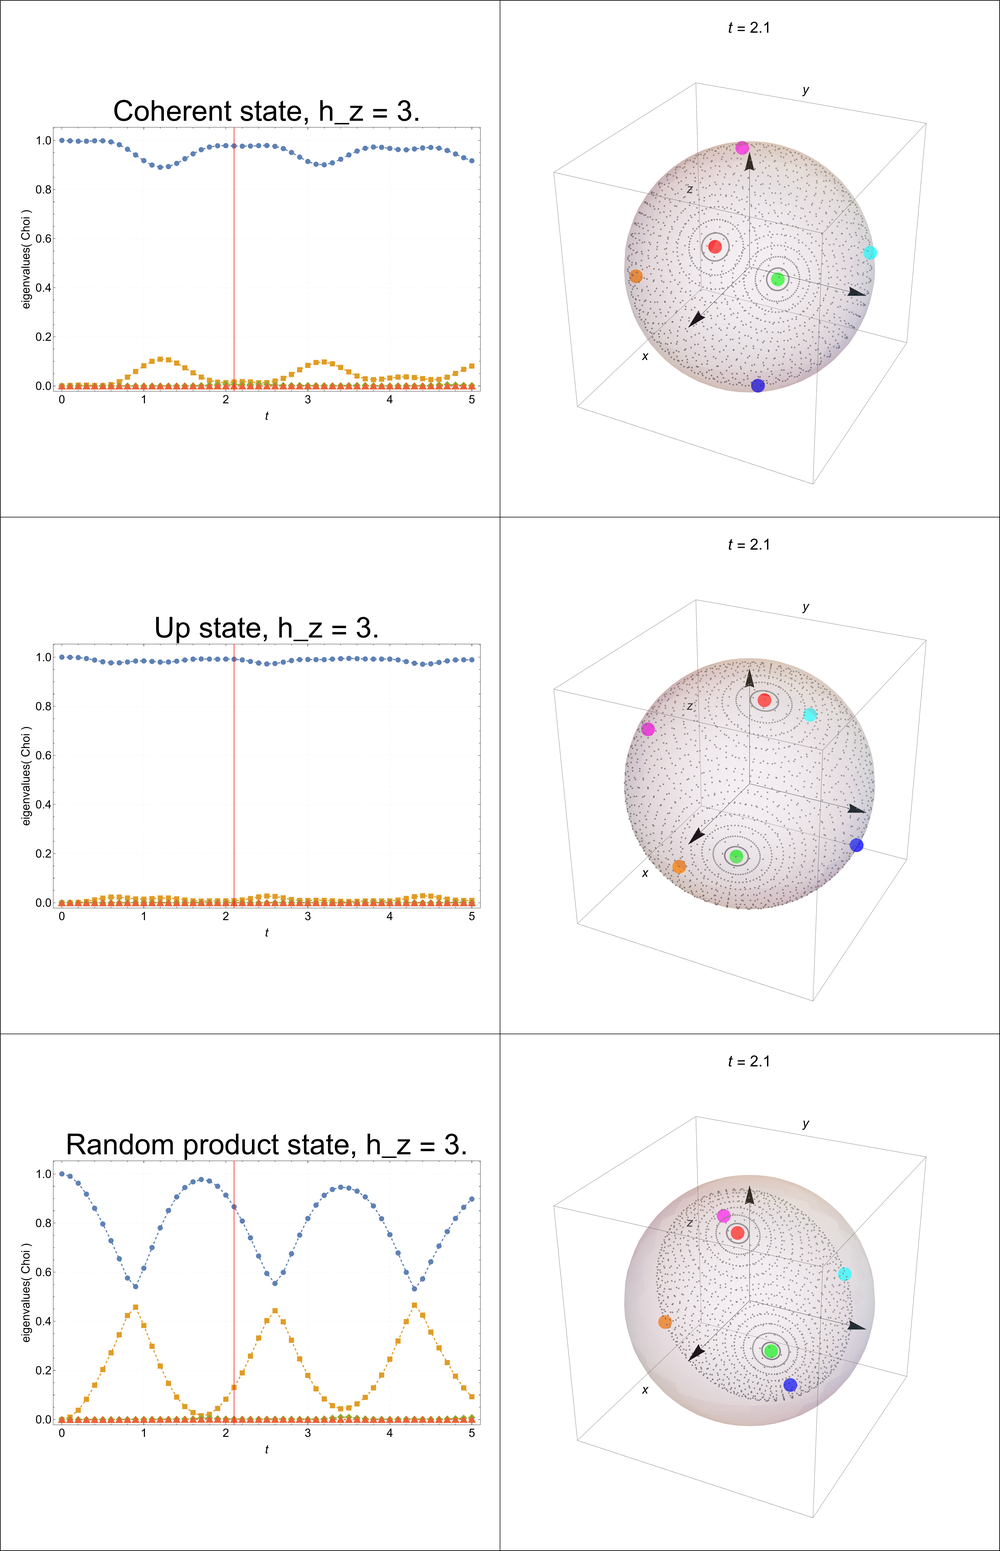 t = 2.1
y
Coherent state, h_z = 3.
1.0
0.8
0.6
0.4
0.2
0.0
eigenvalues( Choi )
0 1 2 3 4 5
t
z
x
t = 2.1
y
Up state, h_z = 3.
1.0
0.8
0.6
0.4
0.2
0.0
eigenvalues( Choi )
0 1 2 3 4 5
t
z
x
t = 2.1
y
Random product state, h_z = 3.
1.0
0.8
0.6
0.4
0.2
0.0
eigenvalues( Choi )
0 1 2 3 4 5
t
z
x